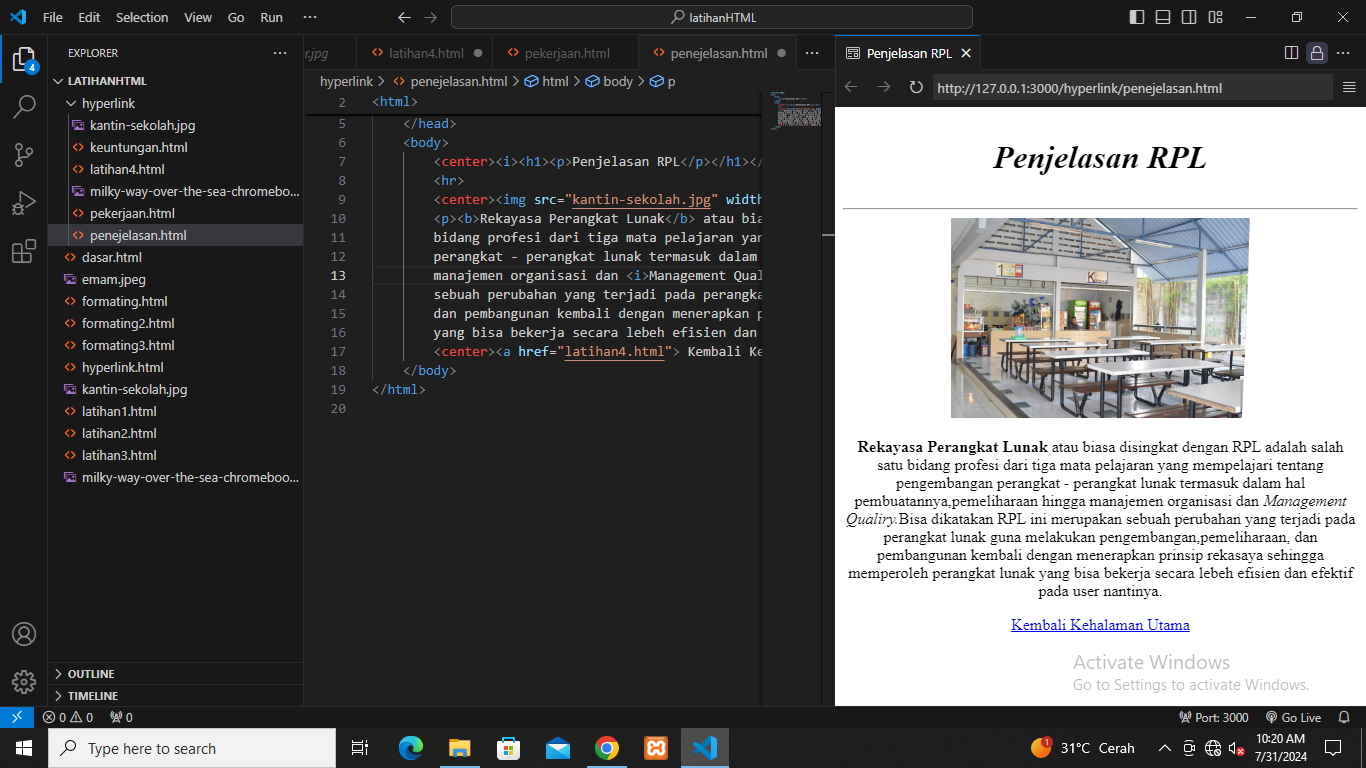 File Edit Selection View Go Run ···
latihanHTML
EXPLORER
4
LATIHANHTML
hyperlink
kantin-sekolah.jpg
keuntungan.html
latihan4.html
milky-way-over-the-sea-chromebo...
pekerjaan.html
penejelasan.html
dasar.html
emam.jpeg
formating.html
formating2.html
formating3.html
hyperlink.html
kantin-sekolah.jpg
latihan1.html
latihan2.html
latihan3.html
milky-way-over-the-sea-chromeboo...
OUTLINE
TIMELINE
er.jpg latihan4.html pekerjaan.html penejelasan.html
hyperlink > penejelasan.html > html > body > p
2 <html>
5 </head>
6 <body>
7 <center><i><h1><p>Penjelasan RPL</p></h1></
8 <hr>
9 <center><img src="kantin-sekolah.jpg" width
10 <p><b>Rekayasa Perangkat Lunak</b> atau bia
11 bidang profesi dari tiga mata pelajaran yan
12 perangkat - perangkat lunak termasuk dalam
13 manajemen organisasi dan <i>Management Qual
14 sebuah perubahan yang terjadi pada perangka
15 dan pembangunan kembali dengan menerapkan p
16 yang bisa bekerja secara lebeh efisien dan
17 <center><a href="latihan4.html"> Kembali Ke
18 </body>
19 </html>
20
Penjelasan RPL
http://127.0.0.1:3000/hyperlink/penejelasan.html
Penjelasan RPL
1
K
Rekayasa Perangkat Lunak atau biasa disingkat dengan RPL adalah salah
satu bidang profesi dari tiga mata pelajaran yang mempelajari tentang
pengembangan perangkat - perangkat lunak termasuk dalam hal
pembuatannya,pemeliharaan hingga manajemen organisasi dan Management
Qualiry.Bisa dikatakan RPL ini merupakan sebuah perubahan yang terjadi pada
perangkat lunak guna melakukan pengembangan,pemeliharaan, dan
pembangunan kembali dengan menerapkan prinsip rekasaya sehingga
memperoleh perangkat lunak yang bisa bekerja secara lebeh efisien dan efektif
pada user nantinya.
Kembali Kehalaman Utama
Activate Windows
Go to Settings to activate Windows.
0 0 0 Port: 3000 Go Live
Type here to search
1 31°C Cerah
10:20 AM
7/31/2024